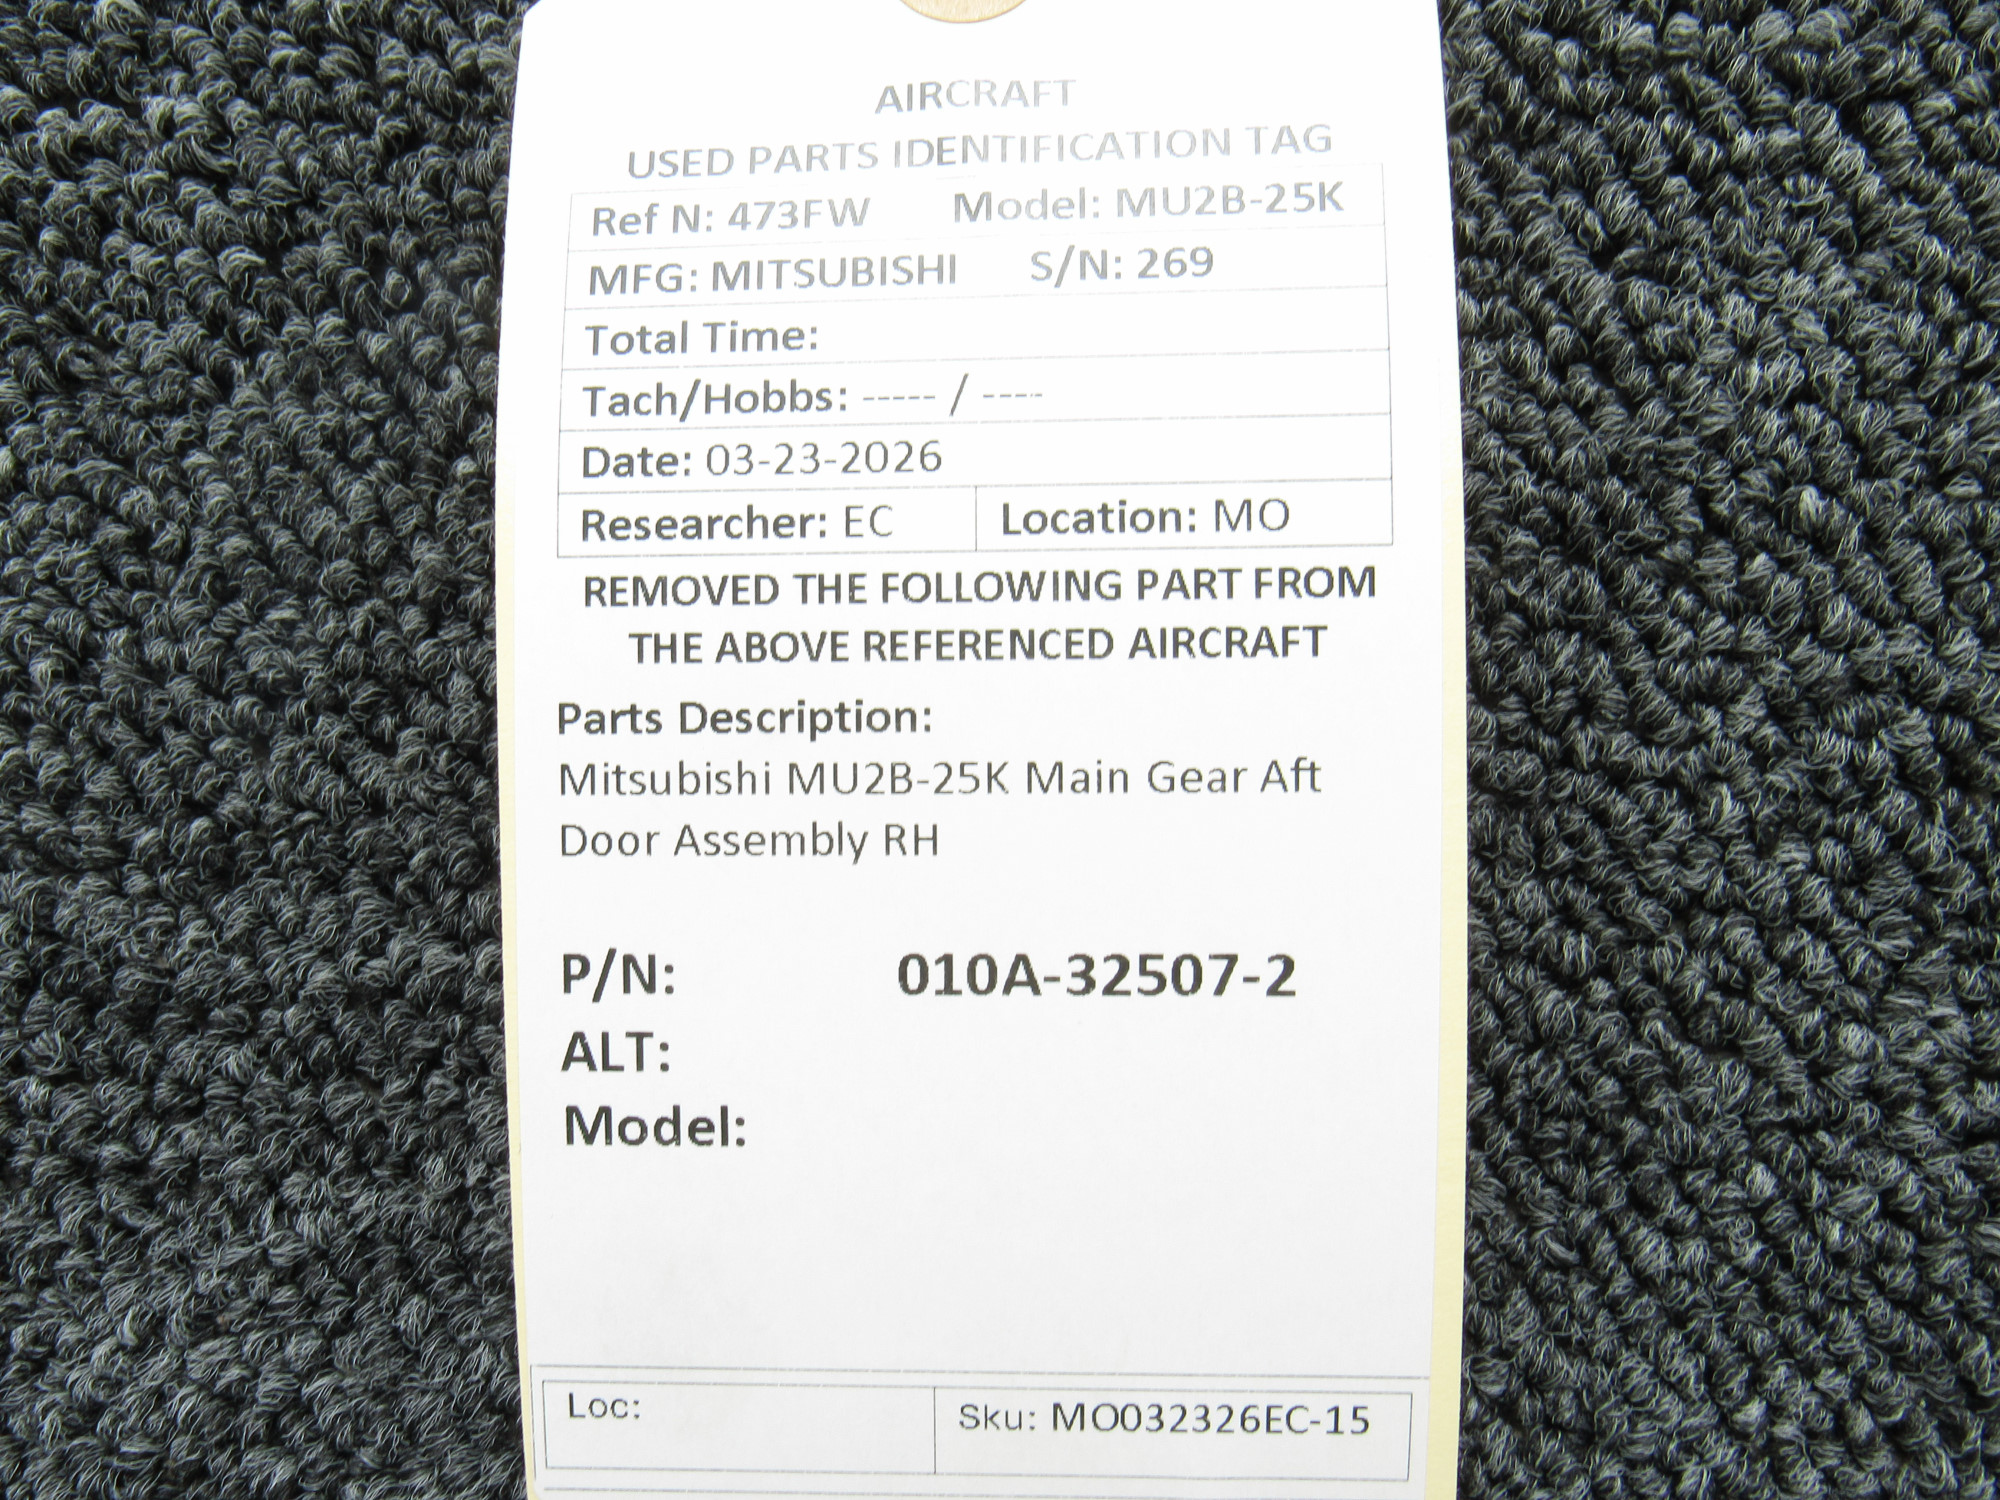 AIRCRAFT
USED PARTS IDENTIFICATION TAG
Ref N: 473FW Model: MU2B-25K
MFG: MITSUBISHI S/N: 269
Total Time:
Tach/Hobbs: ----- / ----
Date: 03-23-2026
Researcher: EC Location: MO
REMOVED THE FOLLOWING PART FROM
THE ABOVE REFERENCED AIRCRAFT
Parts Description:
Mitsubishi MU2B-25K Main Gear Aft
Door Assembly RH
P/N: 010A-32507-2
ALT:
Model:
Loc: Sku: MO032326EC-15